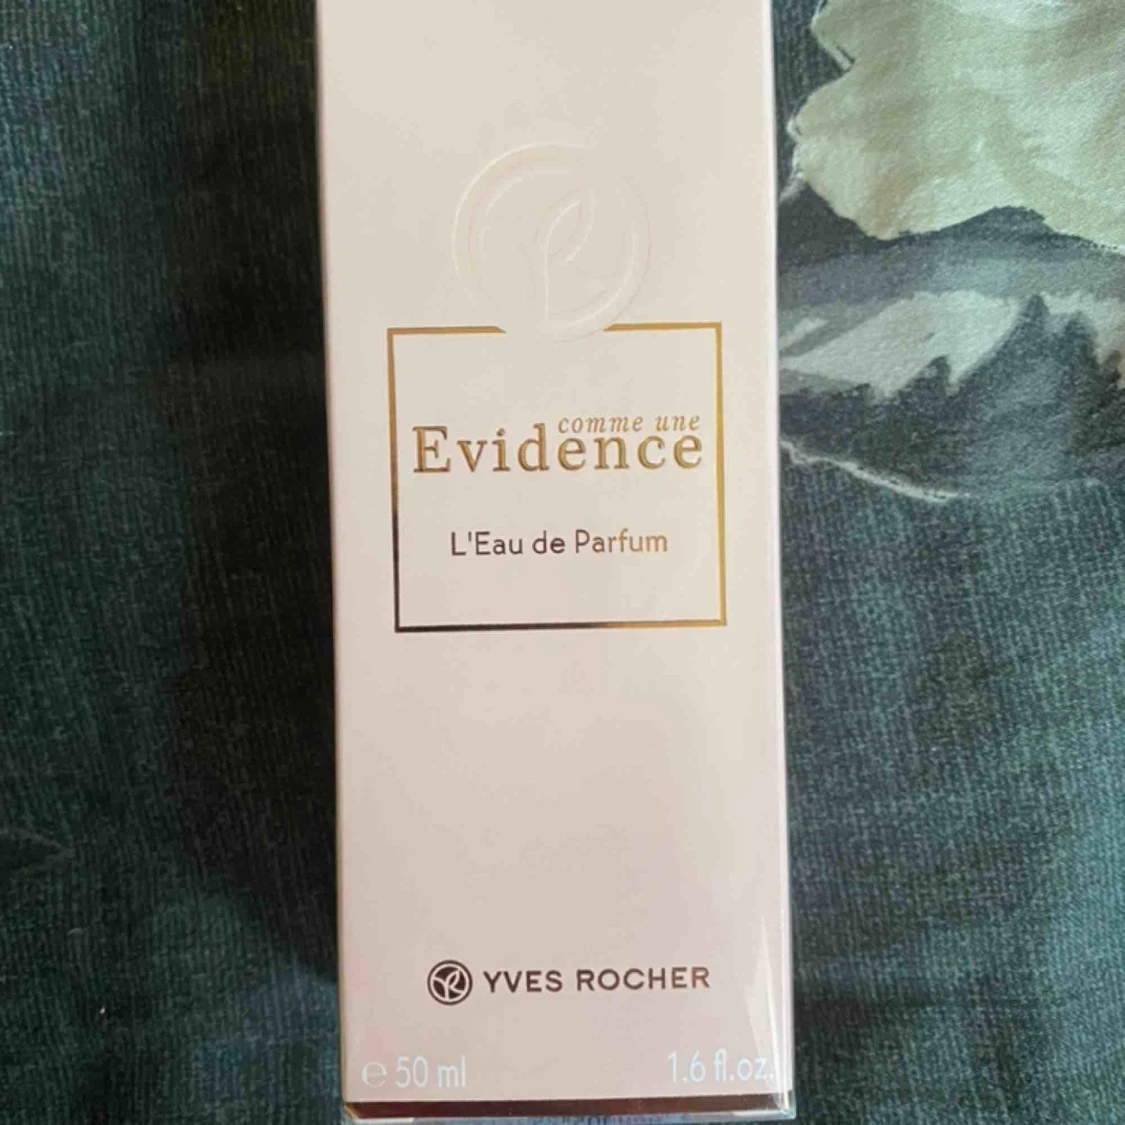 comme une
Evidence
L'Eau de Parfum
YVES ROCHER
℮ 50 ml 1.6 fl.oz.